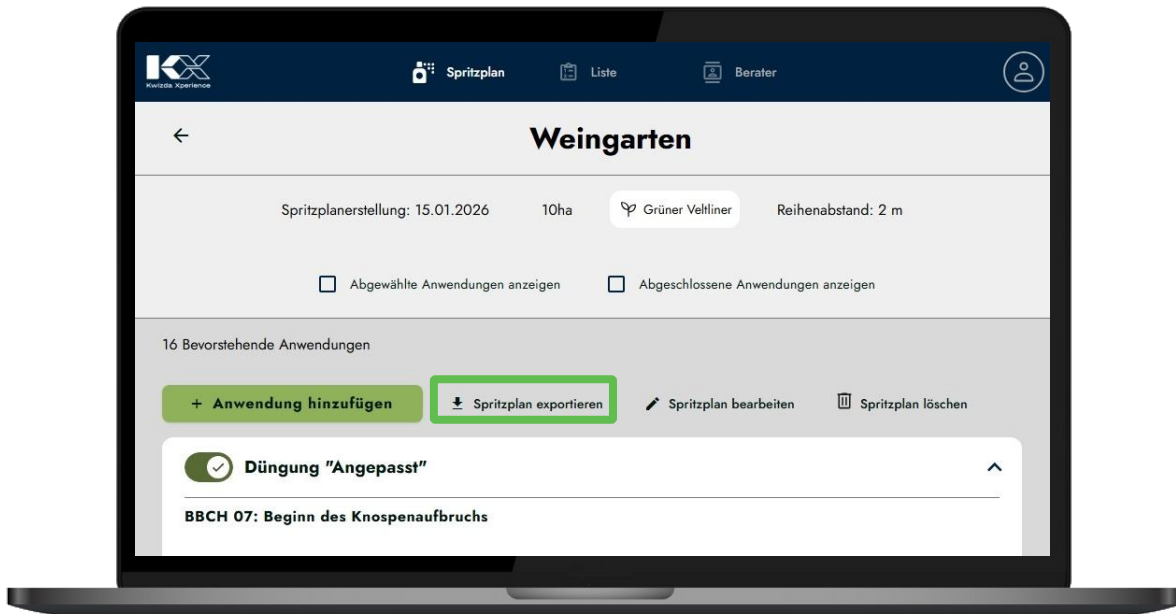 KX
Kwizda Xperience
Spritzplan
Liste
Berater
Weingarten
Spritzplanerstellung: 15.01.2026 10ha Grüner Veltliner Reihenabstand: 2 m
Abgewählte Anwendungen anzeigen Abgeschlossene Anwendungen anzeigen
16 Bevorstehende Anwendungen
+ Anwendung hinzufügen Spritzplan exportieren Spritzplan bearbeiten Spritzplan löschen
Düngung "Angepasst"
BBCH 07: Beginn des Knospenaufbruchs